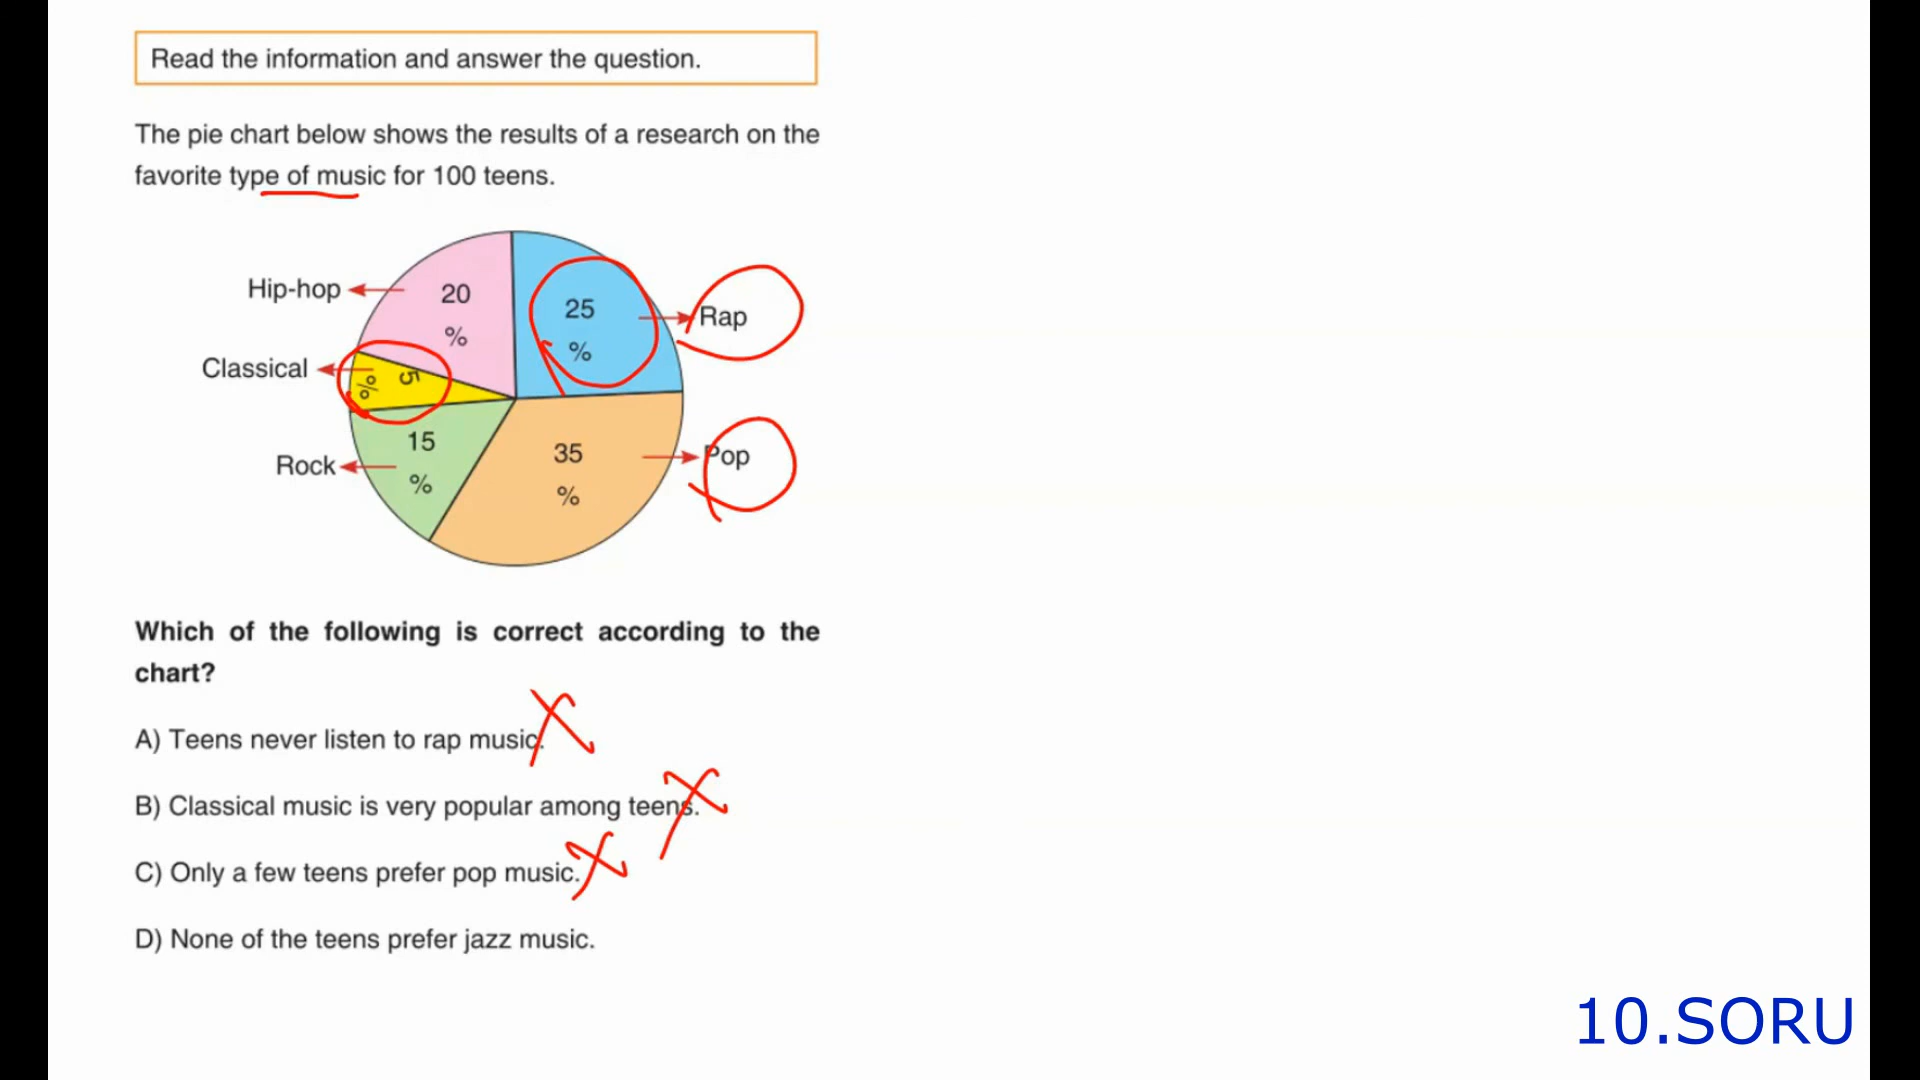 Read the information and answer the question.
The pie chart below shows the results of a research on the
favorite type of music for 100 teens.
Hip-hop
20
%
25
%
Rap
Classical
5
%
Rock
15
%
35
%
Pop
Which of the following is correct according to the
chart?
A) Teens never listen to rap music.
B) Classical music is very popular among teens.
C) Only a few teens prefer pop music.
D) None of the teens prefer jazz music.
10.SORU